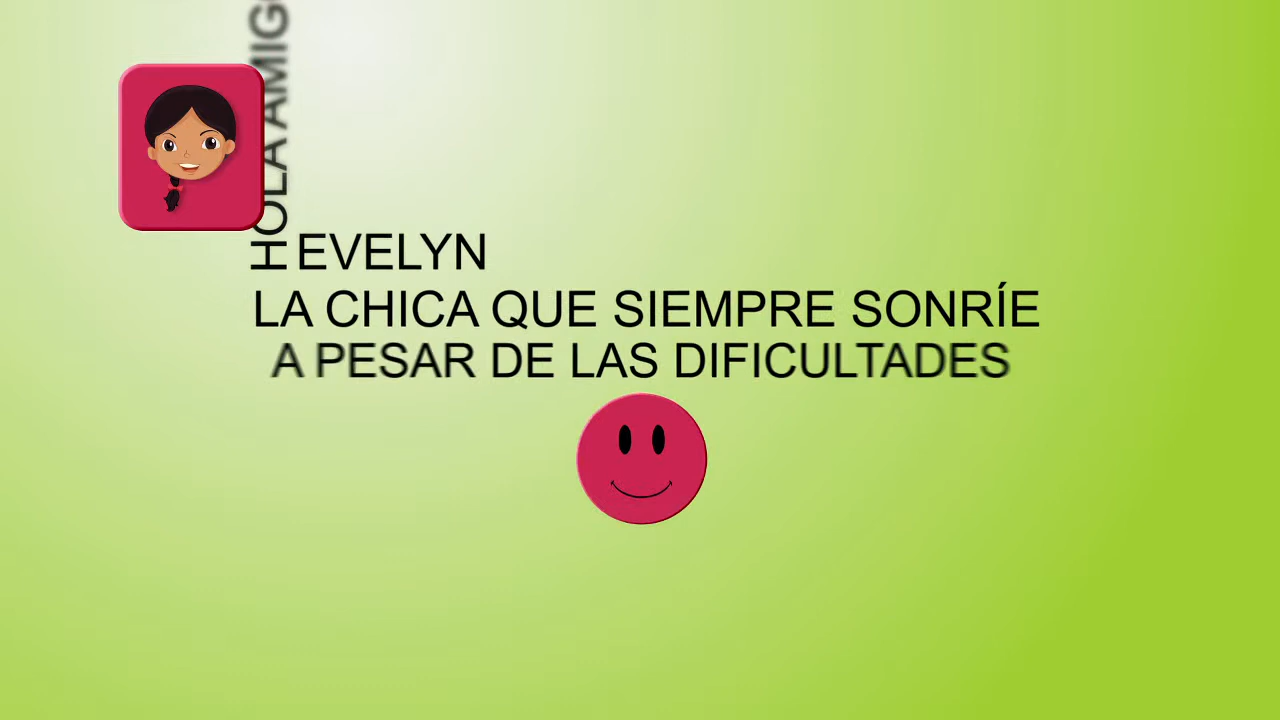 HOLA
EVELYN
LA CHICA QUE SIEMPRE SONRÍE
A PESAR DE LAS DIFICULTADES